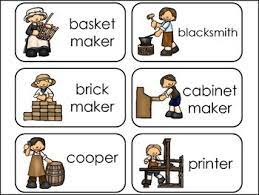 basket
maker
blacksmith
brick
maker
cabinet
maker
cooper
printer